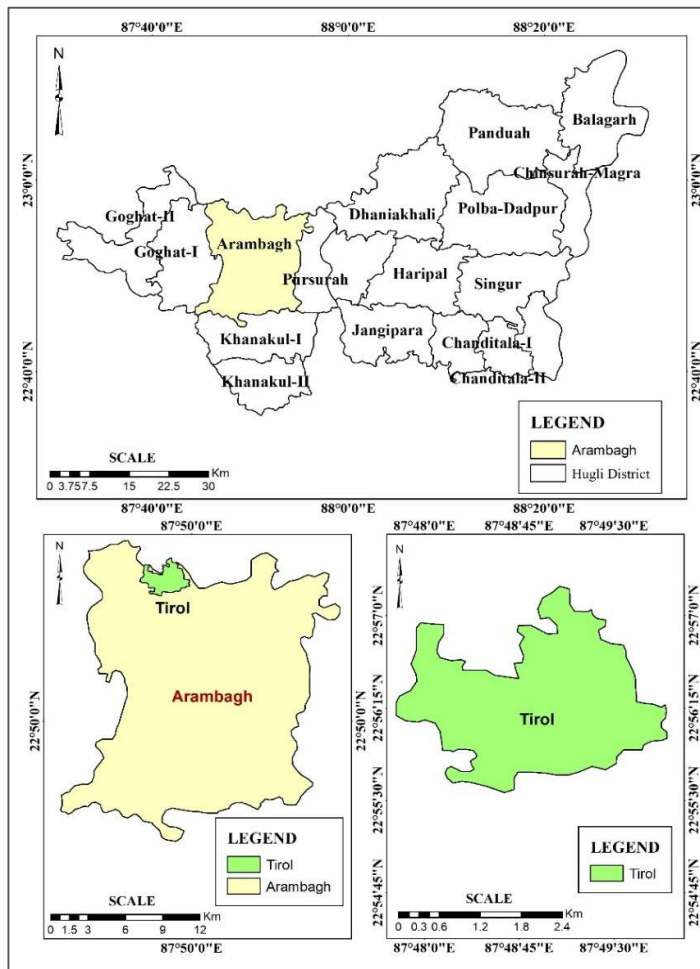 87°40'0"E 88°0'0"E 88°20'0"E
N
23°0'0"N
22°40'0"N
23°0'0"N
22°40'0"N
Balagarh
Panduah
Chinsurah-Magra
Goghat-II
Dhaniakhali
Polba-Dadpur
Arambagh
Goghat-I
Pursurah
Haripal
Singur
Khanakul-I
Jangipara
Chanditala-I
Khanakul-II
Chanditala-II
LEGEND
Arambagh
Hugli District
SCALE
Km
0 3.757.5 15 22.5 30
87°40'0"E 88°0'0"E 88°20'0"E
87°50'0"E
N
Tirol
Arambagh
22°50'0"N
22°50'0"N
LEGEND
Tirol
Arambagh
SCALE
Km
0 1.5 3 6 9 12
87°50'0"E
87°48'0"E 87°48'45"E 87°49'30"E
N
22°57'0"N
22°56'15"N
22°55'30"N
22°54'45"N
Tirol
22°57'0"N
22°56'15"N
22°55'30"N
22°54'45"N
LEGEND
Tirol
SCALE
Km
0 0.3 0.6 1.2 1.8 2.4
87°48'0"E 87°48'45"E 87°49'30"E